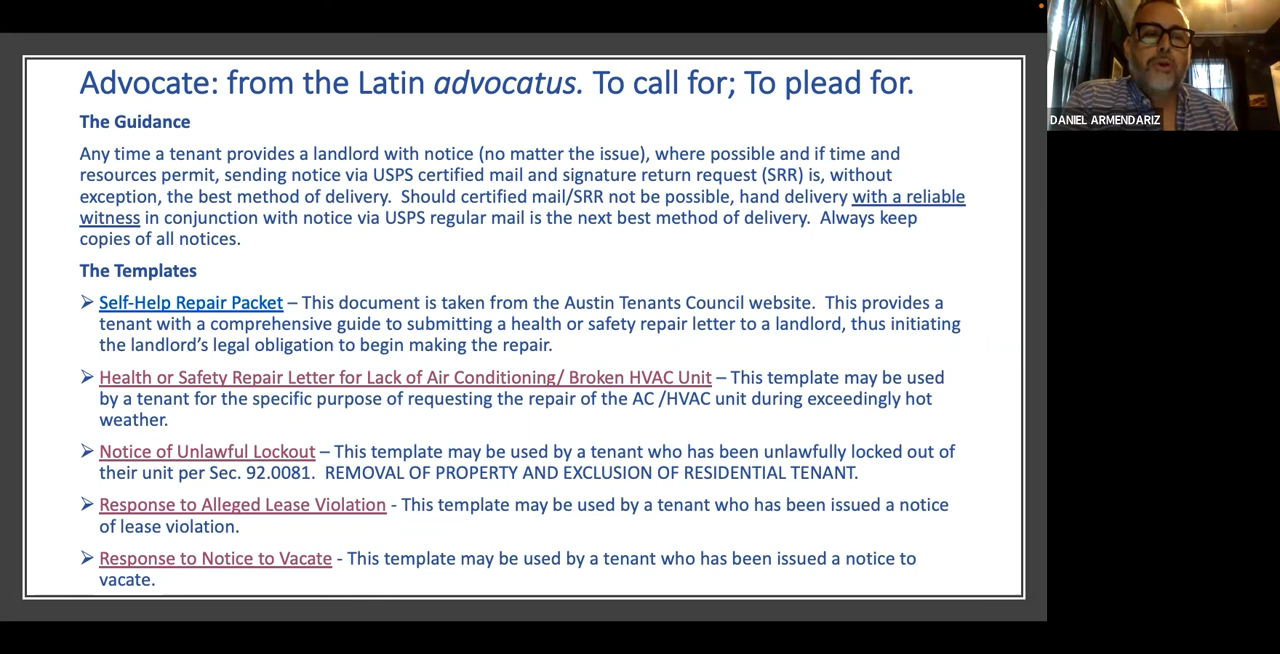 Advocate: from the Latin advocatus. To call for; To plead for.
The Guidance
Any time a tenant provides a landlord with notice (no matter the issue), where possible and if time and
resources permit, sending notice via USPS certified mail and signature return request (SRR) is, without
exception, the best method of delivery.  Should certified mail/SRR not be possible, hand delivery with a reliable
witness in conjunction with notice via USPS regular mail is the next best method of delivery.  Always keep
copies of all notices.
The Templates
➢ Self-Help Repair Packet – This document is taken from the Austin Tenants Council website.  This provides a
tenant with a comprehensive guide to submitting a health or safety repair letter to a landlord, thus initiating
the landlord’s legal obligation to begin making the repair.
➢ Health or Safety Repair Letter for Lack of Air Conditioning/ Broken HVAC Unit – This template may be used
by a tenant for the specific purpose of requesting the repair of the AC /HVAC unit during exceedingly hot
weather.
➢ Notice of Unlawful Lockout – This template may be used by a tenant who has been unlawfully locked out of
their unit per Sec. 92.0081.  REMOVAL OF PROPERTY AND EXCLUSION OF RESIDENTIAL TENANT.
➢ Response to Alleged Lease Violation - This template may be used by a tenant who has been issued a notice
of lease violation.
➢ Response to Notice to Vacate - This template may be used by a tenant who has been issued a notice to
vacate.
DANIEL ARMENDARIZ